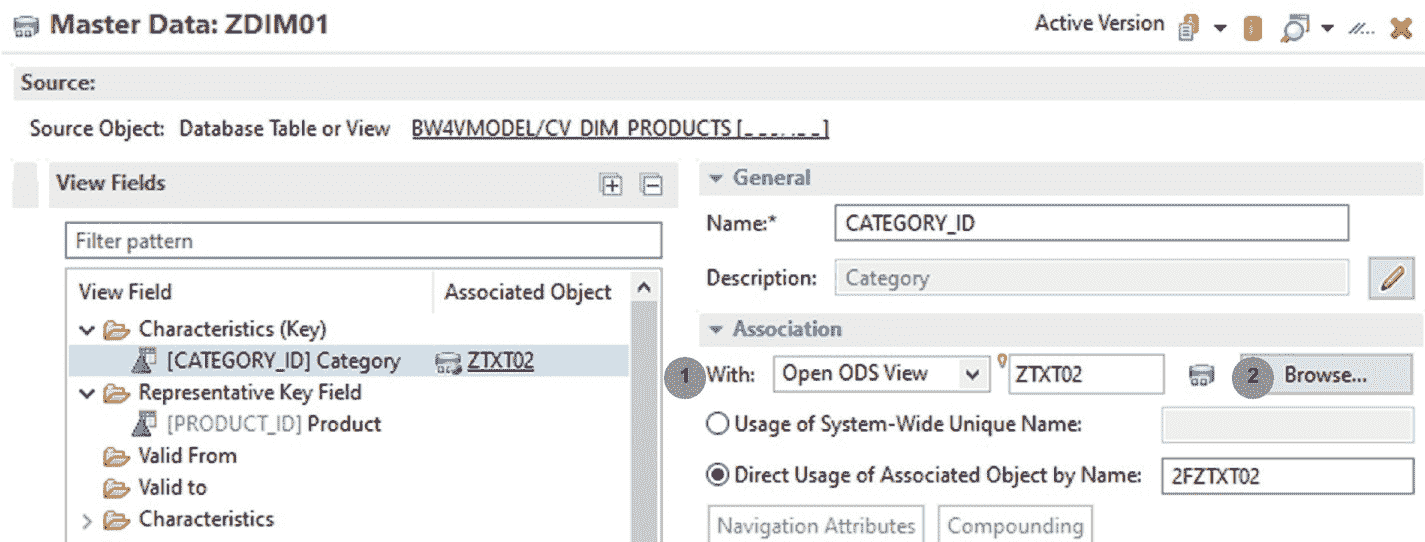 Master Data: ZDIM01
Active Version
Source:
Source Object: Database Table or View BW4VMODEL/CV_DIM_PRODUCTS [
View Fields
Filter pattern
View Field Associated Object
Characteristics (Key)
[CATEGORY_ID] Category ZTXT02
Representative Key Field
[PRODUCT_ID] Product
Valid From
Valid to
Characteristics
General
Name:* CATEGORY_ID
Description: Category
Association
1 With: Open ODS View ZTXT02 2 Browse...
Usage of System-Wide Unique Name:
Direct Usage of Associated Object by Name: 2FZTXT02
Navigation Attributes Compounding